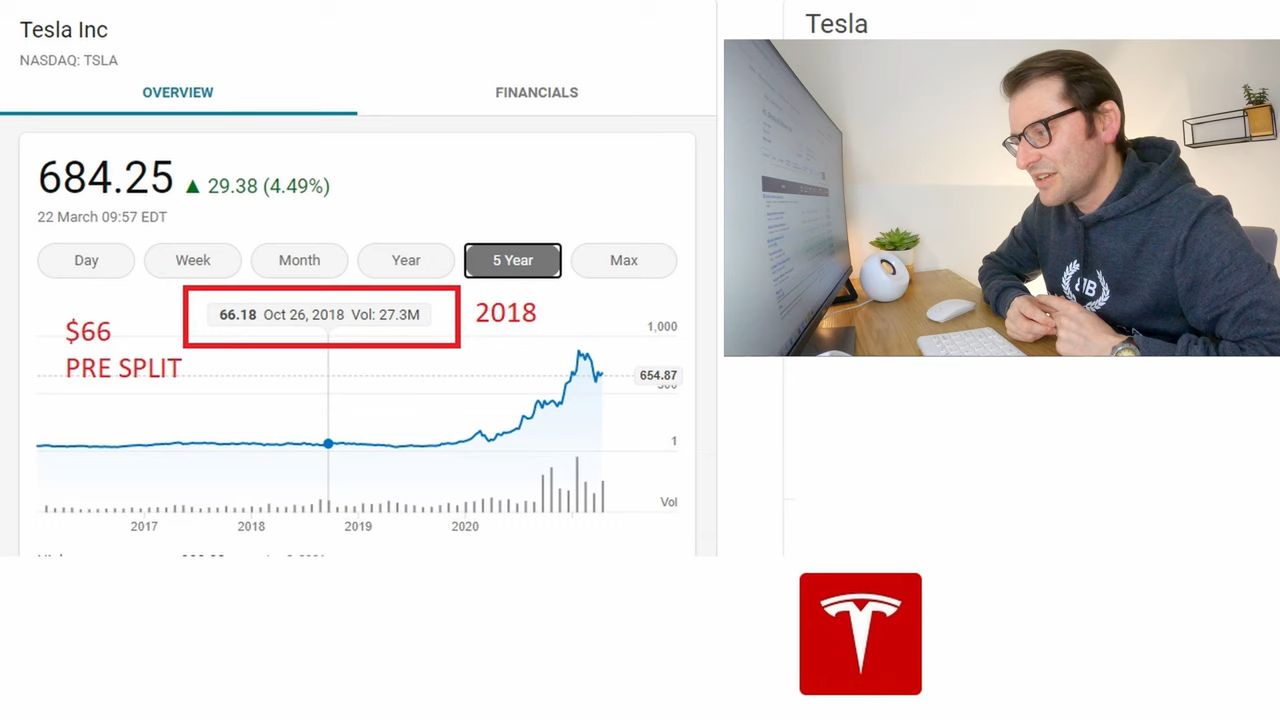 Tesla Inc
NASDAQ: TSLA
OVERVIEW
FINANCIALS
684.25 ▲ 29.38 (4.49%)
22 March 09:57 EDT
Day
Week
Month
Year
5 Year
Max
66.18 Oct 26, 2018 Vol: 27.3M
2018
$66
PRE SPLIT
1,000
654.87
1
Vol
2017
2018
2019
2020
Tesla